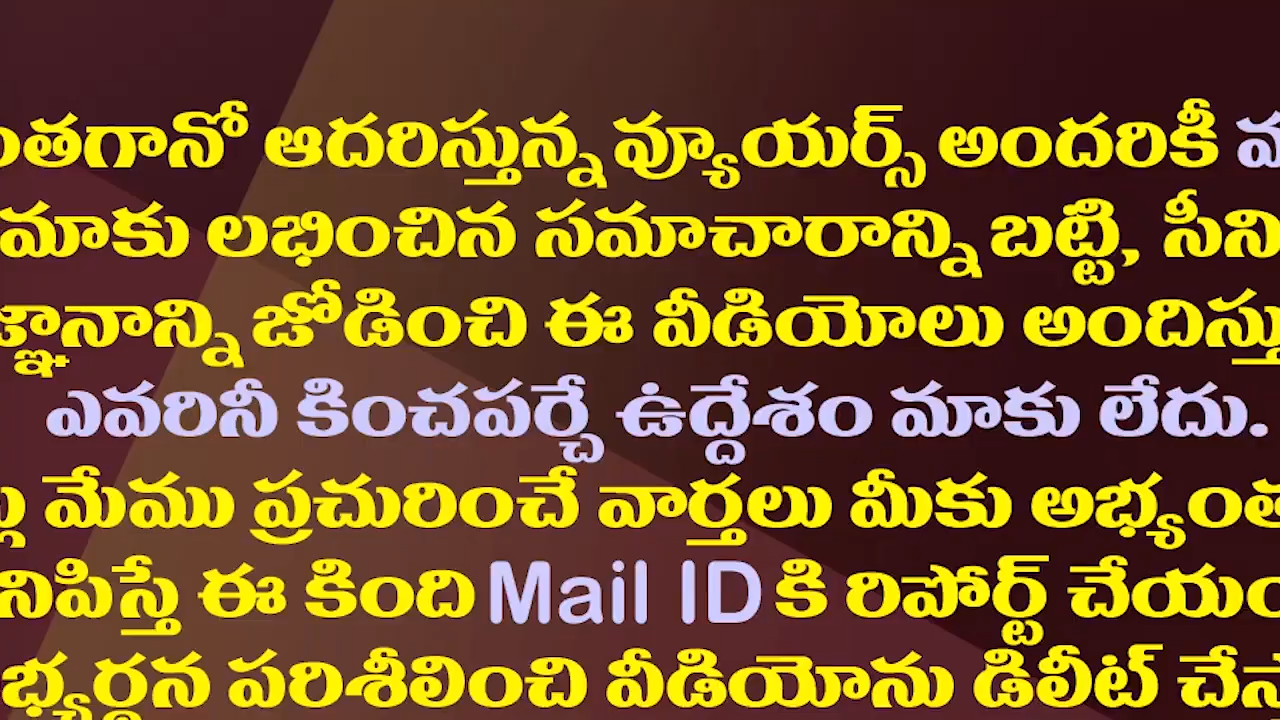 ఆదరిస్తున్న వ్యూయర్స్ అందరికీ
మాకు లభించిన సమాచారాన్ని బట్టి,
జోడించి ఈ వీడియోలు
ఎవరినీ కించపర్చే ఉద్దేశం మాకు లేదు.
మేము ప్రచురించే వార్తలు మీకు
ఈ కింది Mail ID కి రిపోర్ట్
పరిశీలించి వీడియోను డిలీట్